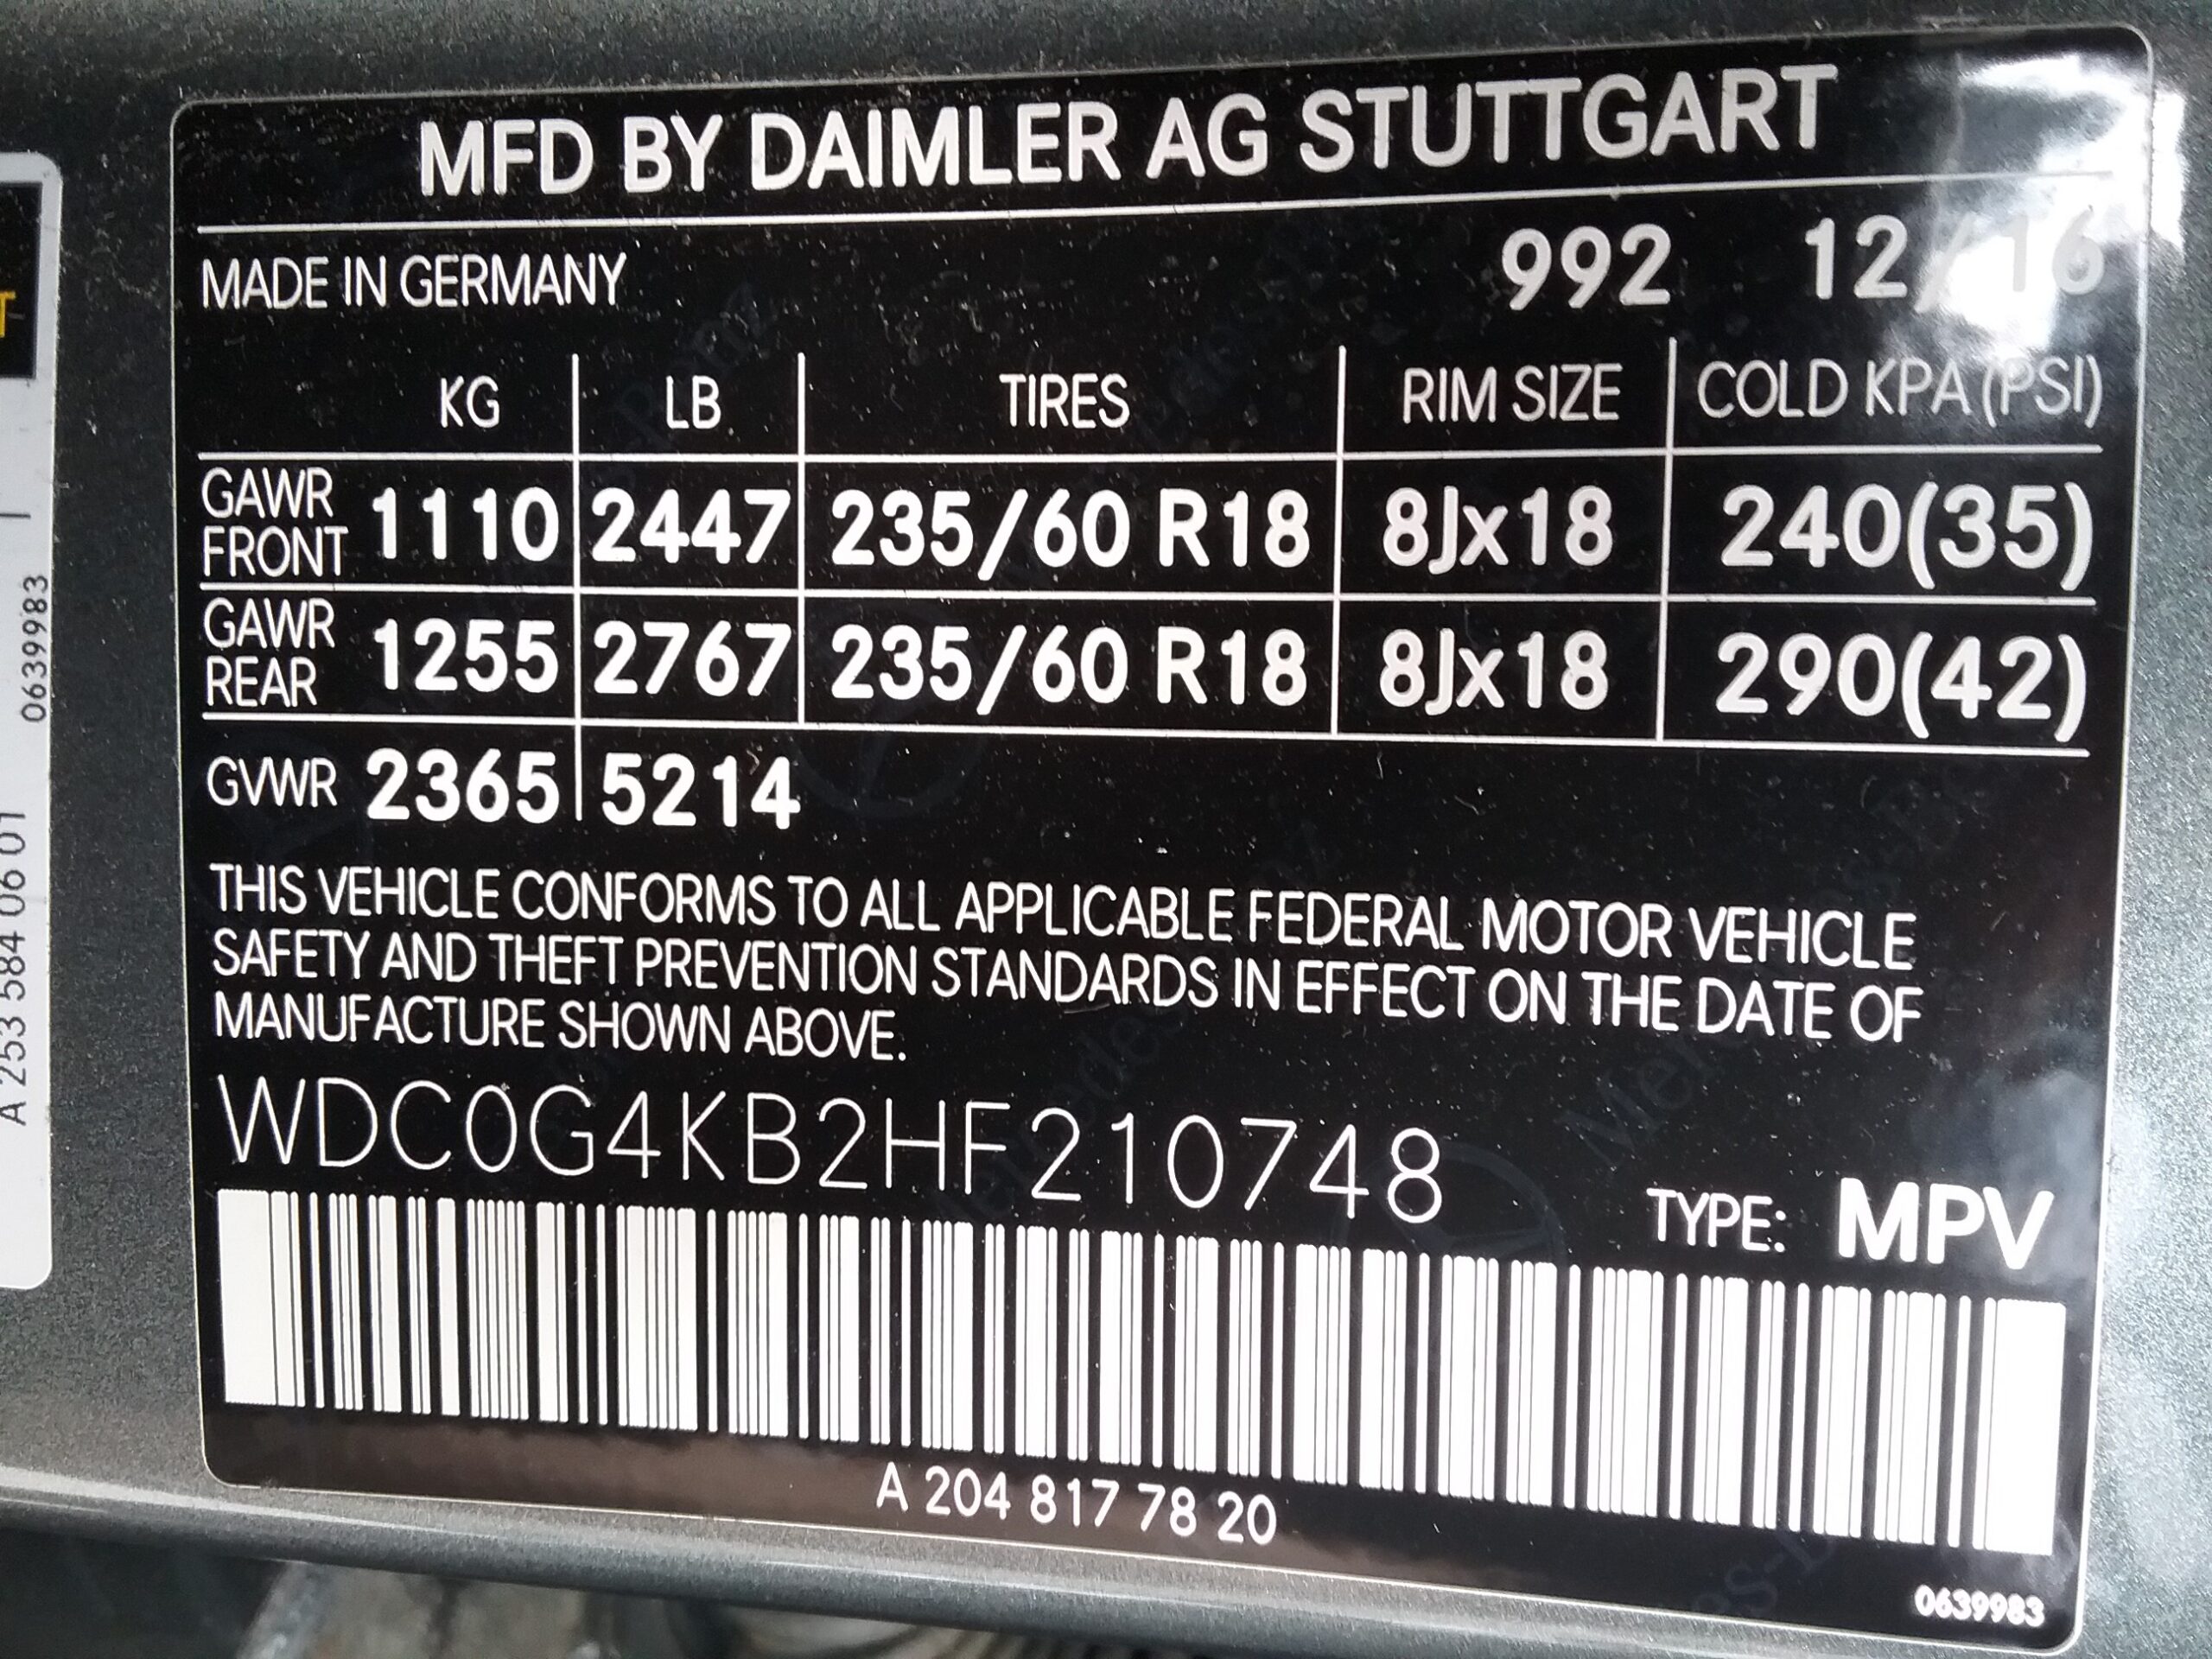 MFD BY DAIMLER AG STUTTGART
MADE IN GERMANY 992 12/16
KG LB TIRES RIM SIZE COLD KPA (PSI)
GAWR FRONT 1110 2447 235/60 R18 8Jx18 240(35)
GAWR REAR 1255 2767 235/60 R18 8Jx18 290(42)
GVWR 2365 5214
THIS VEHICLE CONFORMS TO ALL APPLICABLE FEDERAL MOTOR VEHICLE
SAFETY AND THEFT PREVENTION STANDARDS IN EFFECT ON THE DATE OF
MANUFACTURE SHOWN ABOVE.
WDC0G4KB2HF210748
TYPE: MPV
A 204 817 78 20
0639983
A 253 584 06 01
0639983
T